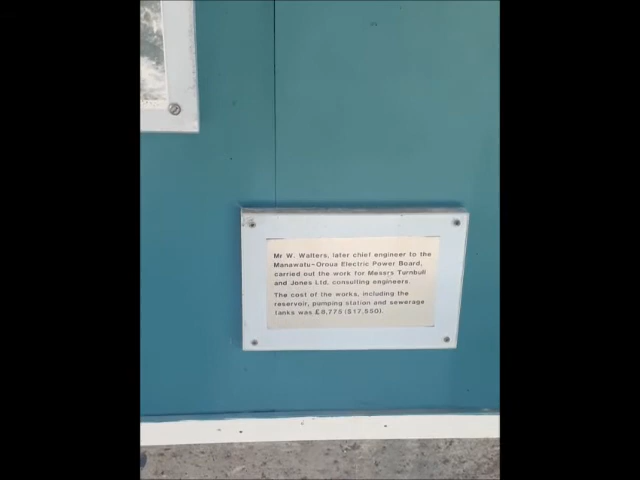 Mr W. Walters, later chief engineer to the
Manawatu-Oroua Electric Power Board,
carried out the work for Messrs Turnbull
and Jones Ltd, consulting engineers.
The cost of the works, including the
reservoir, pumping station and sewerage
tanks was £8,775 ($17,550).